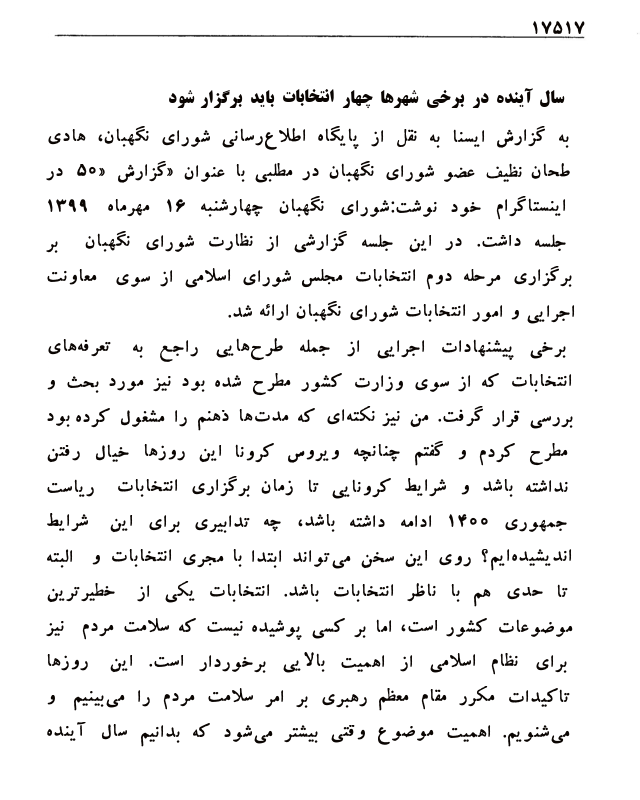 ۱۷۵۱۷
سال آینده در برخی شهرها چهار انتخابات باید برگزار شود
به گزارش ایسنا به نقل از پایگاه اطلاع‌رسانی شورای نگهبان، هادی
طحان نظیف عضو شورای نگهبان در مطلبی با عنوان «گزارش «۵۰ در
اینستاگرام خود نوشت:شورای نگهبان چهارشنبه ۱۶ مهرماه ۱۳۹۹
جلسه داشت. در این جلسه گزارشی از نظارت شورای نگهبان بر
برگزاری مرحله دوم انتخابات مجلس شورای اسلامی از سوی معاونت
اجرایی و امور انتخابات شورای نگهبان ارائه شد.
برخی پیشنهادات اجرایی از جمله طرح‌هایی راجع به تعرفه‌های
انتخابات که از سوی وزارت کشور مطرح شده بود نیز مورد بحث و
بررسی قرار گرفت. من نیز نکته‌ای که مدت‌ها ذهنم را مشغول کرده بود
مطرح کردم و گفتم چنانچه ویروس کرونا این روزها خیال رفتن
نداشته باشد و شرایط کرونایی تا زمان برگزاری انتخابات ریاست
جمهوری ۱۴۰۰ ادامه داشته باشد، چه تدابیری برای این شرایط
اندیشیده‌ایم؟ روی این سخن می‌تواند ابتدا با مجری انتخابات و البته
تا حدی هم با ناظر انتخابات باشد. انتخابات یکی از خطیرترین
موضوعات کشور است، اما بر کسی پوشیده نیست که سلامت مردم نیز
برای نظام اسلامی از اهمیت بالایی برخوردار است. این روزها
تاکیدات مکرر مقام معظم رهبری بر امر سلامت مردم را می‌بینیم و
می‌شنویم. اهمیت موضوع وقتی بیشتر می‌شود که بدانیم سال آینده